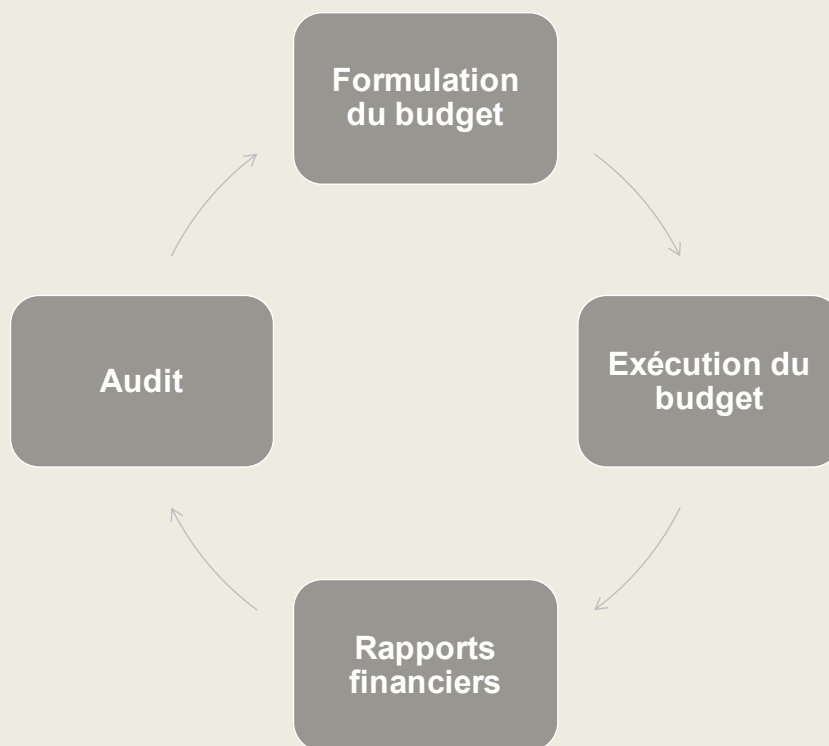 Formulation
du budget
Exécution du
budget
Rapports
financiers
Audit